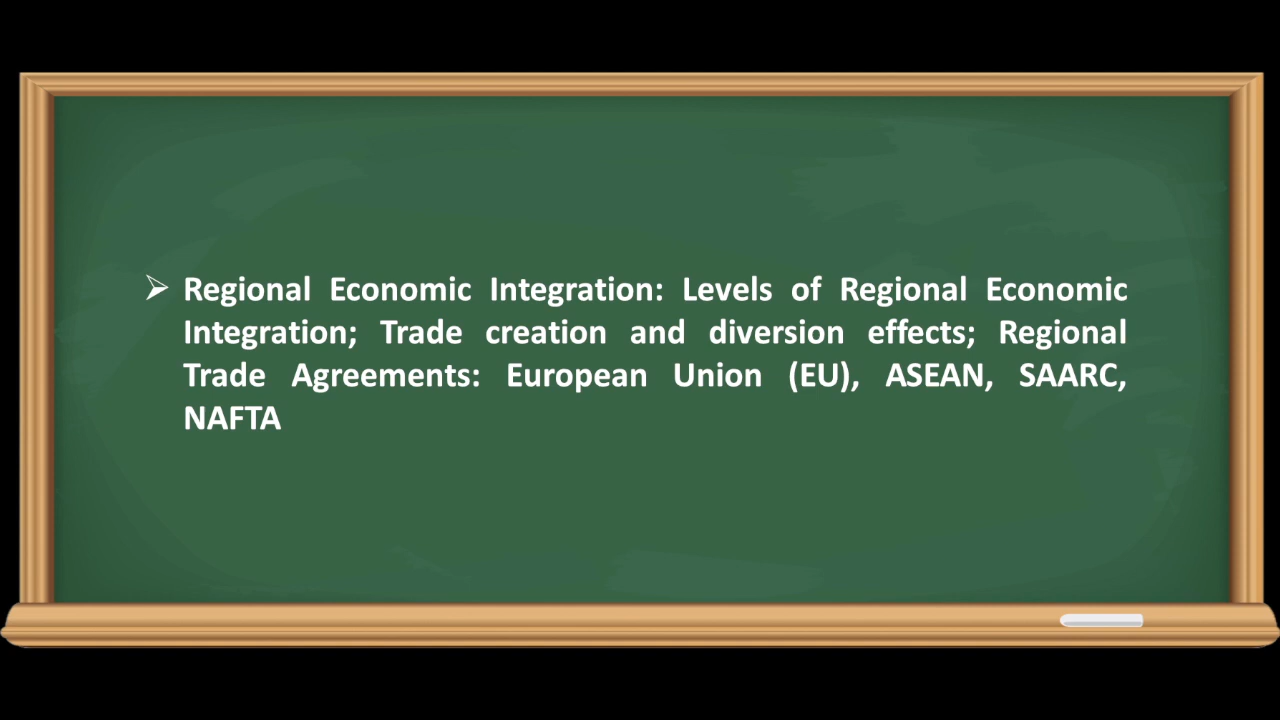 ➢ Regional Economic Integration: Levels of Regional Economic
Integration; Trade creation and diversion effects; Regional
Trade Agreements: European Union (EU), ASEAN, SAARC,
NAFTA